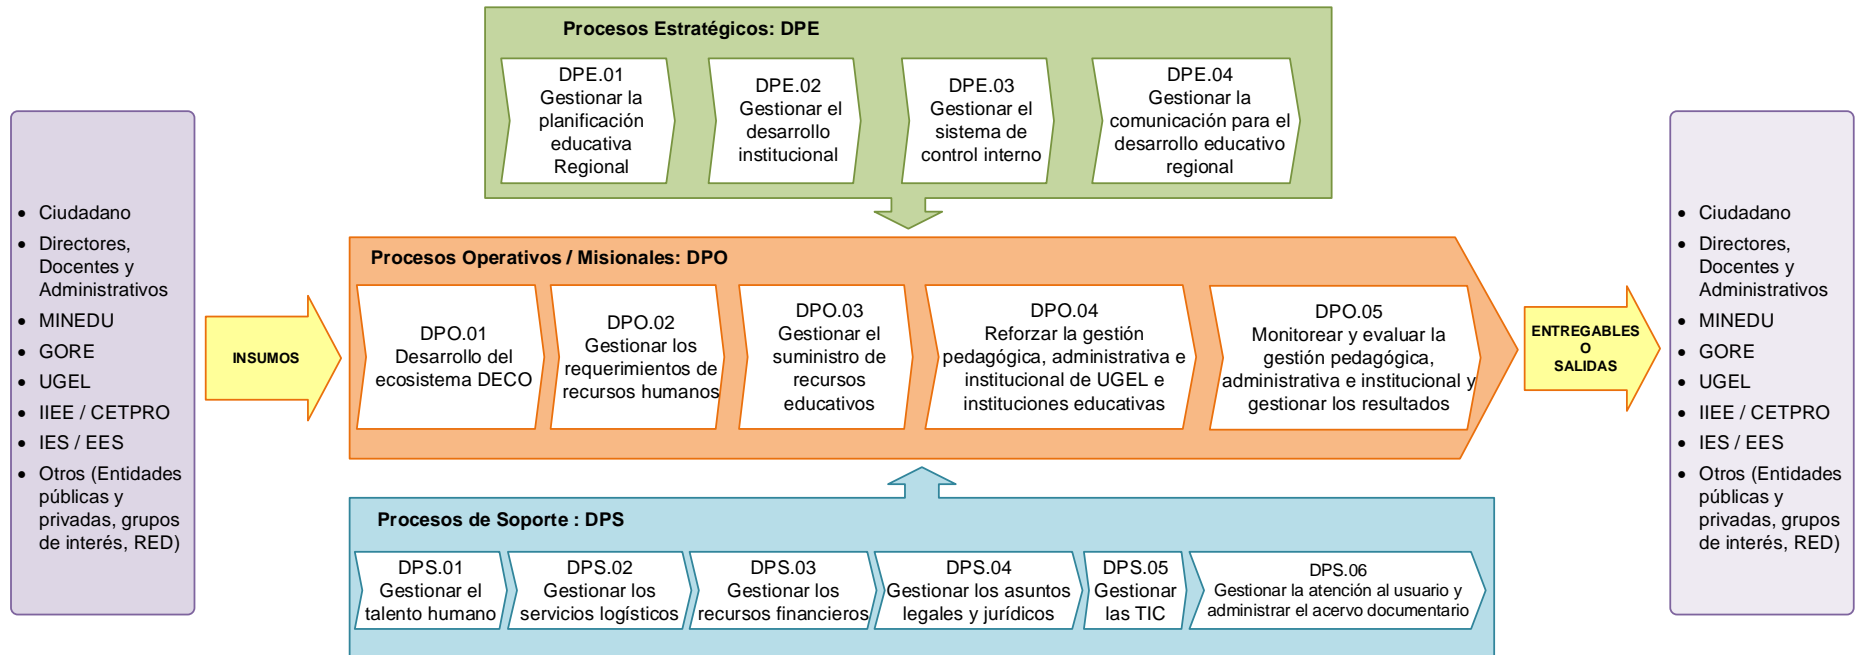 Procesos Estratégicos: DPE
DPE.01
Gestionar la
planificación
educativa
Regional
DPE.02
Gestionar el
desarrollo
institucional
DPE.03
Gestionar el
sistema de
control interno
DPE.04
Gestionar la
comunicación para el
desarrollo educativo
regional
• Ciudadano
• Directores,
Docentes y
Administrativos
• MINEDU
• GORE
• UGEL
• IIEE / CETPRO
• IES / EES
• Otros (Entidades
públicas y
privadas, grupos
de interés, RED)
INSUMOS
Procesos Operativos / Misionales: DPO
DPO.01
Desarrollo del
ecosistema DECO
DPO.02
Gestionar los
requerimientos de
recursos humanos
DPO.03
Gestionar el
suministro de
recursos
educativos
DPO.04
Reforzar la gestión
pedagógica, administrativa e
institucional de UGEL e
instituciones educativas
DPO.05
Monitorear y evaluar la
gestión pedagógica,
administrativa e institucional y
gestionar los resultados
ENTREGABLES
O
SALIDAS
• Ciudadano
• Directores,
Docentes y
Administrativos
• MINEDU
• GORE
• UGEL
• IIEE / CETPRO
• IES / EES
• Otros (Entidades
públicas y
privadas, grupos
de interés, RED)
Procesos de Soporte : DPS
DPS.01
Gestionar el
talento humano
DPS.02
Gestionar los
servicios logísticos
DPS.03
Gestionar los
recursos financieros
DPS.04
Gestionar los asuntos
legales y jurídicos
DPS.05
Gestionar
las TIC
DPS.06
Gestionar la atención al usuario y
administrar el acervo documentario